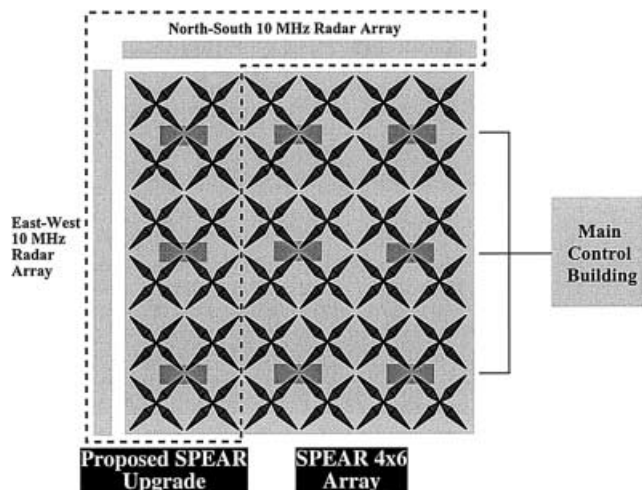 North-South 10 MHz Radar Array
East-West
10 MHz
Radar
Array
Main
Control
Building
Proposed SPEAR
Upgrade
SPEAR 4x6
Array